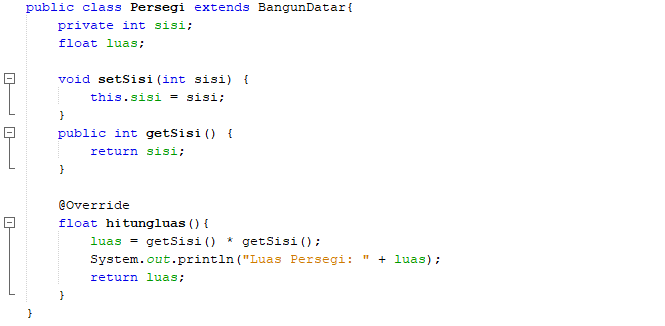 public class Persegi extends BangunDatar{
    private int sisi;
    float luas;
    void setSisi(int sisi) {
        this.sisi = sisi;
    }
    public int getSisi() {
        return sisi;
    }
    @Override
    float hitungluas(){
        luas = getSisi() * getSisi();
        System.out.println("Luas Persegi: " + luas);
        return luas;
    }
}